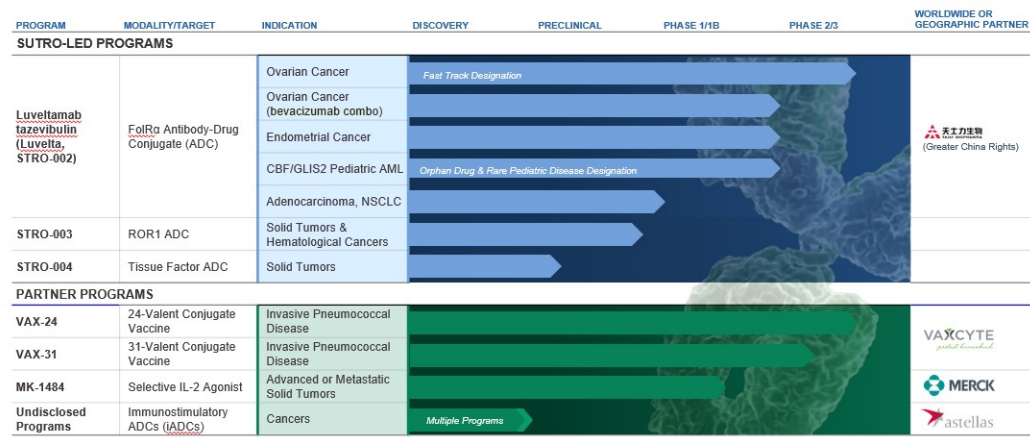 PROGRAM MODALITY/TARGET INDICATION DISCOVERY PRECLINICAL PHASE 1/1B PHASE 2/3 WORLDWIDE OR GEOGRAPHIC PARTNER
SUTRO-LED PROGRAMS
Luveltamab
tazevibulin
(Luvelta,
STRO-002)
FolRα Antibody-Drug
Conjugate (ADC)
Ovarian Cancer
Fast Track Designation
Ovarian Cancer
(bevacizumab combo)
Endometrial Cancer
CBF/GLIS2 Pediatric AML
Orphan Drug & Rare Pediatric Disease Designation
Adenocarcinoma, NSCLC
天士力生物
TASLY BIOPHARMA
(Greater China Rights)
STRO-003 ROR1 ADC
Solid Tumors &
Hematological Cancers
STRO-004 Tissue Factor ADC Solid Tumors
PARTNER PROGRAMS
VAX-24
24-Valent Conjugate
Vaccine
Invasive Pneumococcal
Disease
VAX-31
31-Valent Conjugate
Vaccine
Invasive Pneumococcal
Disease
VAXCYTE
protect humankind
MK-1484 Selective IL-2 Agonist
Advanced or Metastatic
Solid Tumors
MERCK
Undisclosed
Programs
Immunostimulatory
ADCs (iADCs)
Cancers
Multiple Programs
astellas